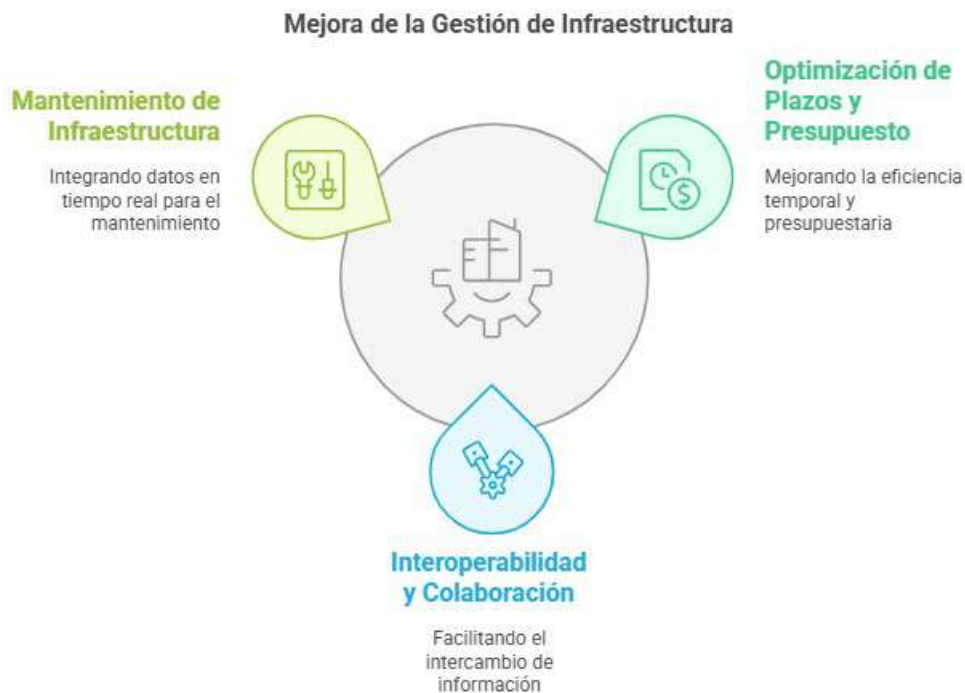 Mejora de la Gestión de Infraestructura
Mantenimiento de
Infraestructura
Integrando datos en
tiempo real para el
mantenimiento
Optimización de
Plazos y
Presupuesto
Mejorando la eficiencia
temporal y
presupuestaria
$
Interoperabilidad
y Colaboración
Facilitando el
intercambio de
información